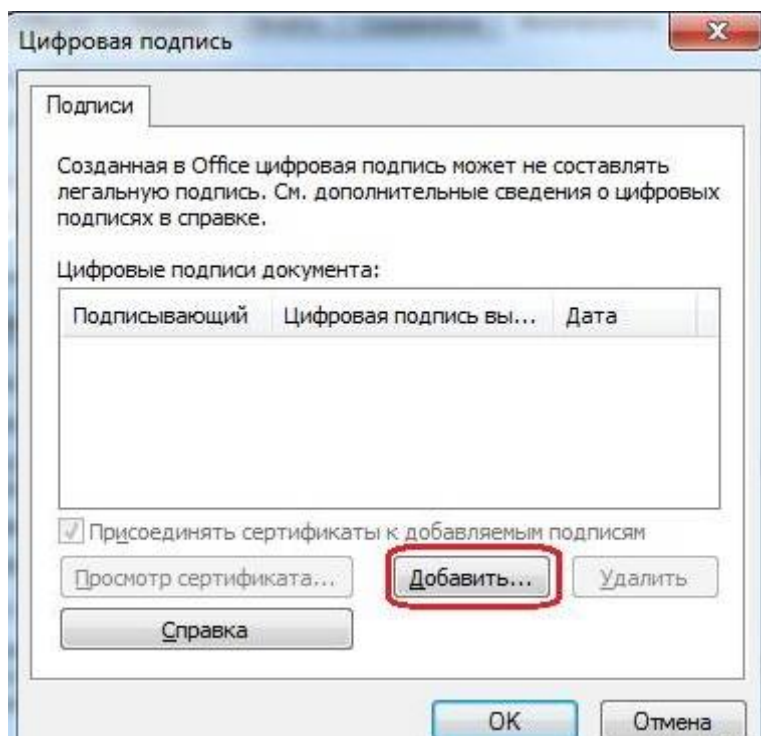 Цифровая подпись
Подписи
Созданная в Office цифровая подпись может не составлять
легальную подпись. См. дополнительные сведения о цифровых
подписях в справке.
Цифровые подписи документа:
Подписывающий Цифровая подпись вы... Дата
Присоединять сертификаты к добавляемым подписям
Просмотр сертификата... Добавить... Удалить
Справка
ОК Отмена